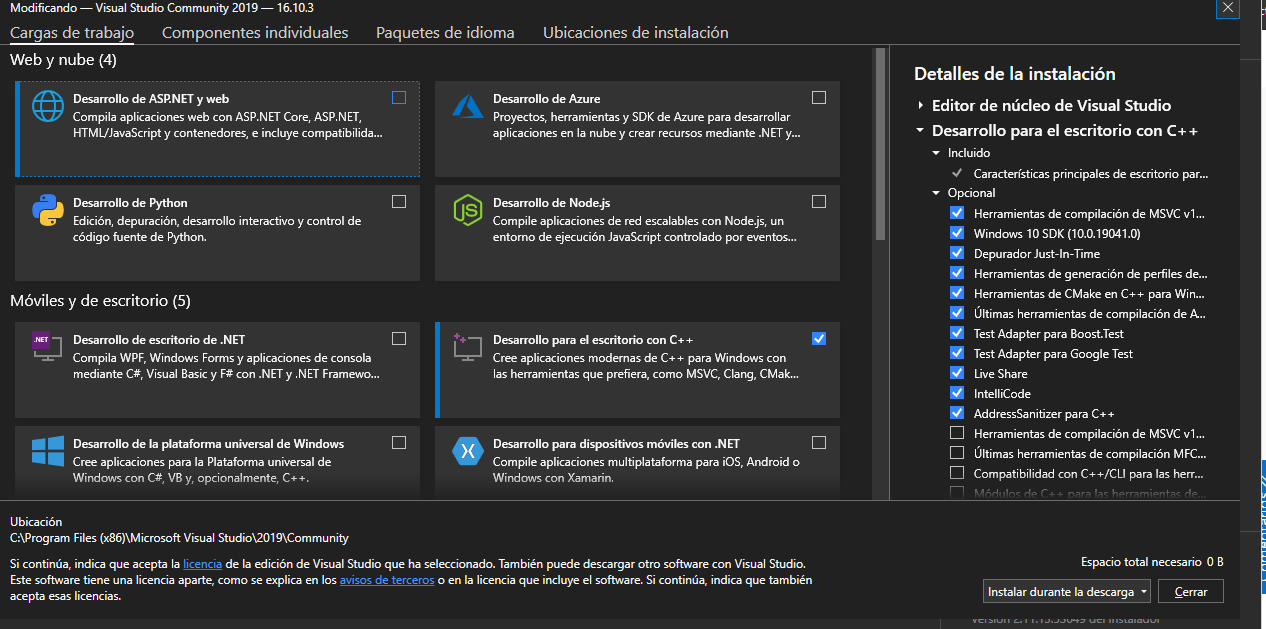 Modificando — Visual Studio Community 2019 — 16.10.3
Cargas de trabajo
Componentes individuales
Paquetes de idioma
Ubicaciones de instalación
Web y nube (4)
Desarrollo de ASP.NET y web
Compila aplicaciones web con ASP.NET Core, ASP.NET,
HTML/JavaScript y contenedores, e incluye compatibilida...
Desarrollo de Azure
Proyectos, herramientas y SDK de Azure para desarrollar
aplicaciones en la nube y crear recursos mediante .NET y...
Desarrollo de Python
Edición, depuración, desarrollo interactivo y control de
código fuente de Python.
Desarrollo de Node.js
Compile aplicaciones de red escalables con Node.js, un
entorno de ejecución JavaScript controlado por eventos...
Móviles y de escritorio (5)
.NET
Desarrollo de escritorio de .NET
Compila WPF, Windows Forms y aplicaciones de consola
mediante C#, Visual Basic y F# con .NET y .NET Framewo...
Desarrollo para el escritorio con C++
Cree aplicaciones modernas de C++ para Windows con
las herramientas que prefiera, como MSVC, Clang, CMak...
Desarrollo de la plataforma universal de Windows
Cree aplicaciones para la Plataforma universal de
Windows con C#, VB y, opcionalmente, C++.
Desarrollo para dispositivos móviles con .NET
Compile aplicaciones multiplataforma para iOS, Android o
Windows con Xamarin.
Detalles de la instalación
Editor de núcleo de Visual Studio
Desarrollo para el escritorio con C++
Incluido
Características principales de escritorio par...
Opcional
Herramientas de compilación de MSVC v1...
Windows 10 SDK (10.0.19041.0)
Depurador Just-In-Time
Herramientas de generación de perfiles de...
Herramientas de CMake en C++ para Win...
Últimas herramientas de compilación de A...
Test Adapter para Boost.Test
Test Adapter para Google Test
Live Share
IntelliCode
AddressSanitizer para C++
Herramientas de compilación de MSVC v1...
Últimas herramientas de compilación MFC...
Compatibilidad con C++/CLI para las herr...
Módulos de C++ para las herramientas de...
Ubicación
C:\Program Files (x86)\Microsoft Visual Studio\2019\Community
Si continúa, indica que acepta la licencia de la edición de Visual Studio que ha seleccionado. También puede descargar otro software con Visual Studio.
Este software tiene una licencia aparte, como se explica en los avisos de terceros o en la licencia que incluye el software. Si continúa, indica que también
acepta esas licencias.
Espacio total necesario 0 B
Instalar durante la descarga
Cerrar
del instalador